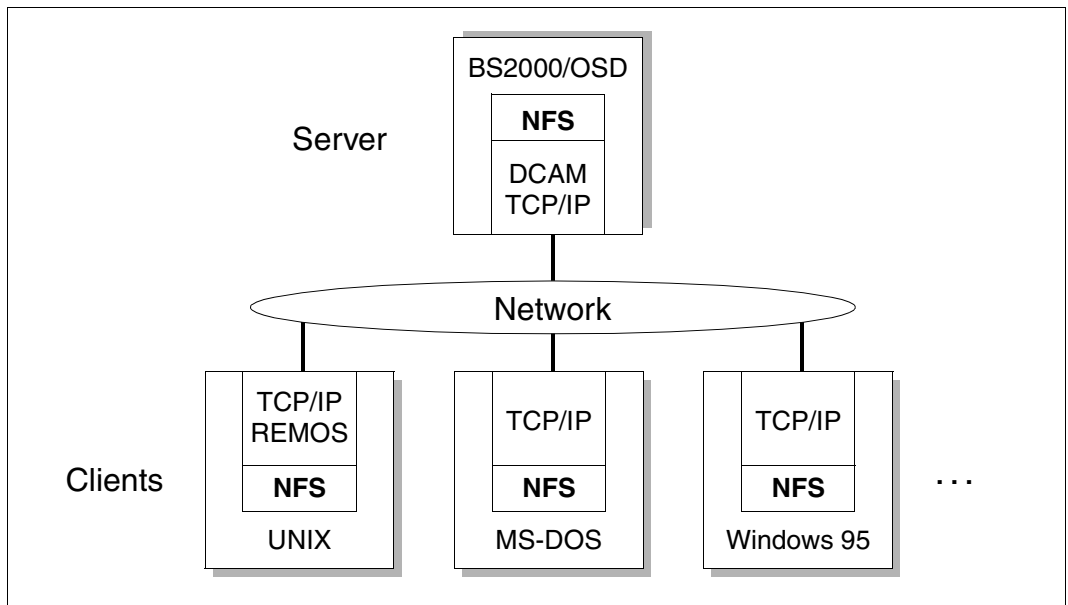 BS2000/OSD
NFS
Server
DCAM
TCP/IP
Network
TCP/IP
REMOS
NFS
UNIX
TCP/IP
NFS
MS-DOS
TCP/IP
NFS
Windows 95
Clients
...